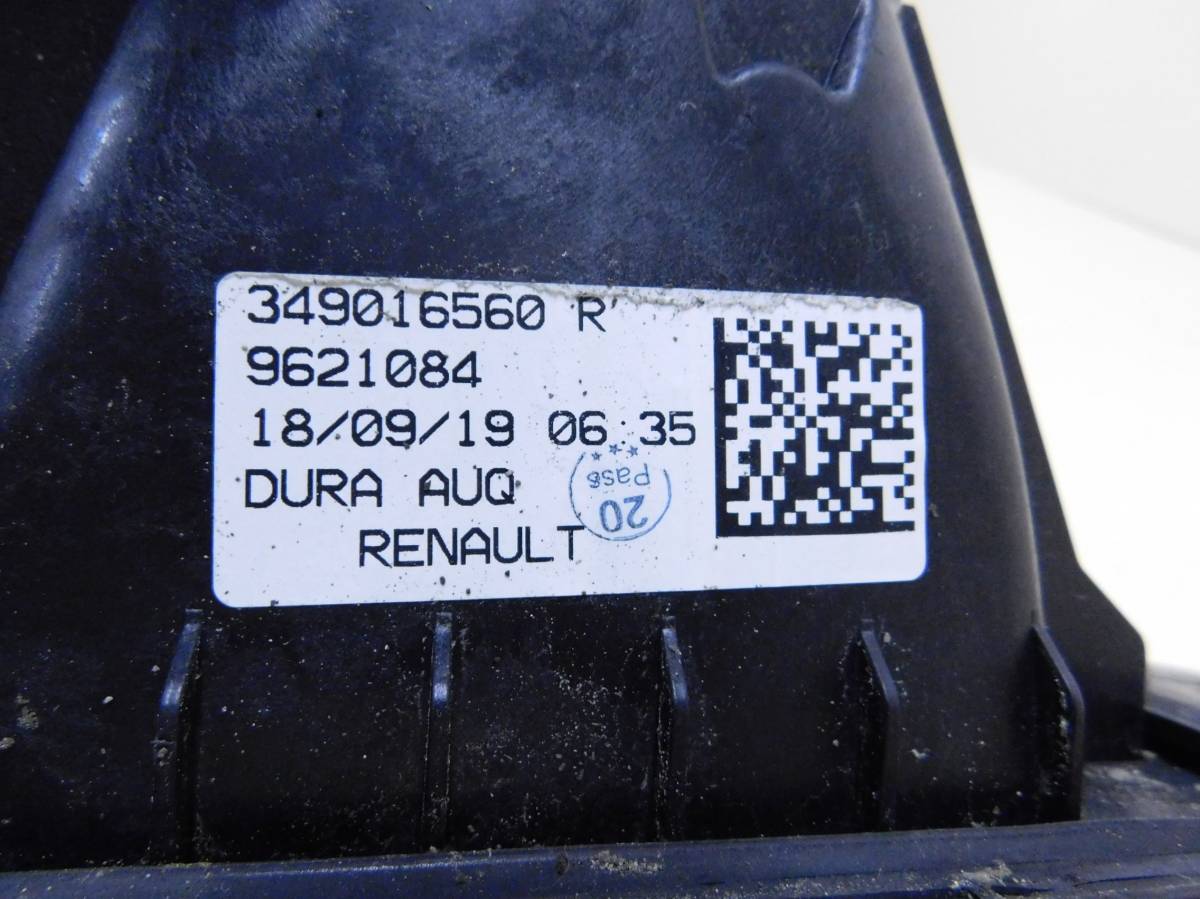 349016560 R
9621084
18/09/19 06:35
DURA AUQ
RENAULT
20
Pass